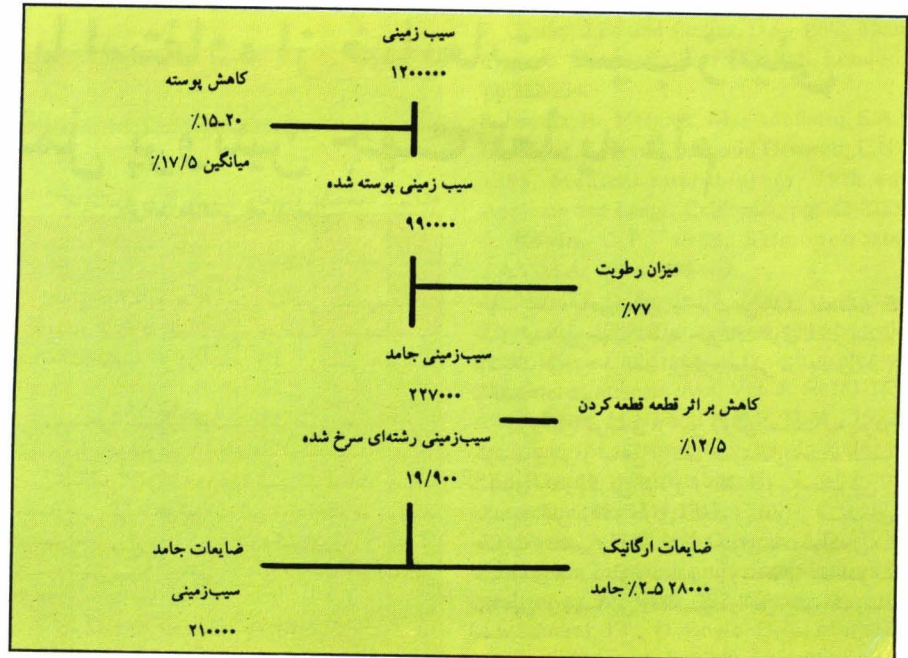 سیب زمینی
۱۲۰۰۰۰۰
کاهش پوسته
٪۱۵-۲۰
میانگین ۱۷/۵٪
سیب زمینی پوسته شده
۹۹۰۰۰۰
میزان رطوبت
٪۷۷
سیب‌زمینی جامد
۲۲۷۰۰۰
کاهش بر اثر قطعه قطعه کردن
٪۱۲/۵
سیب‌زمینی رشته‌ای سرخ شده
۱۹/۹۰۰
ضایعات ارگانیک
۲۸۰۰۰ ۵-۲٪ جامد
ضایعات جامد
سیب‌زمینی
۲۱۰۰۰۰